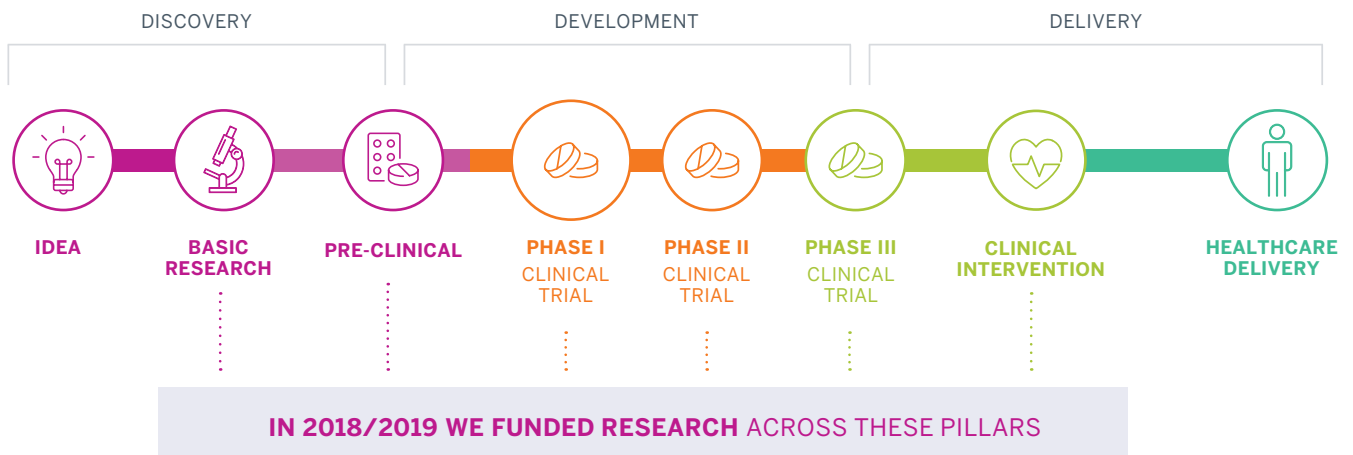 DISCOVERY
DEVELOPMENT
DELIVERY
IDEA
BASIC
RESEARCH
PRE-CLINICAL
PHASE I
CLINICAL
TRIAL
PHASE II
CLINICAL
TRIAL
PHASE III
CLINICAL
TRIAL
CLINICAL
INTERVENTION
HEALTHCARE
DELIVERY
IN 2018/2019 WE FUNDED RESEARCH ACROSS THESE PILLARS